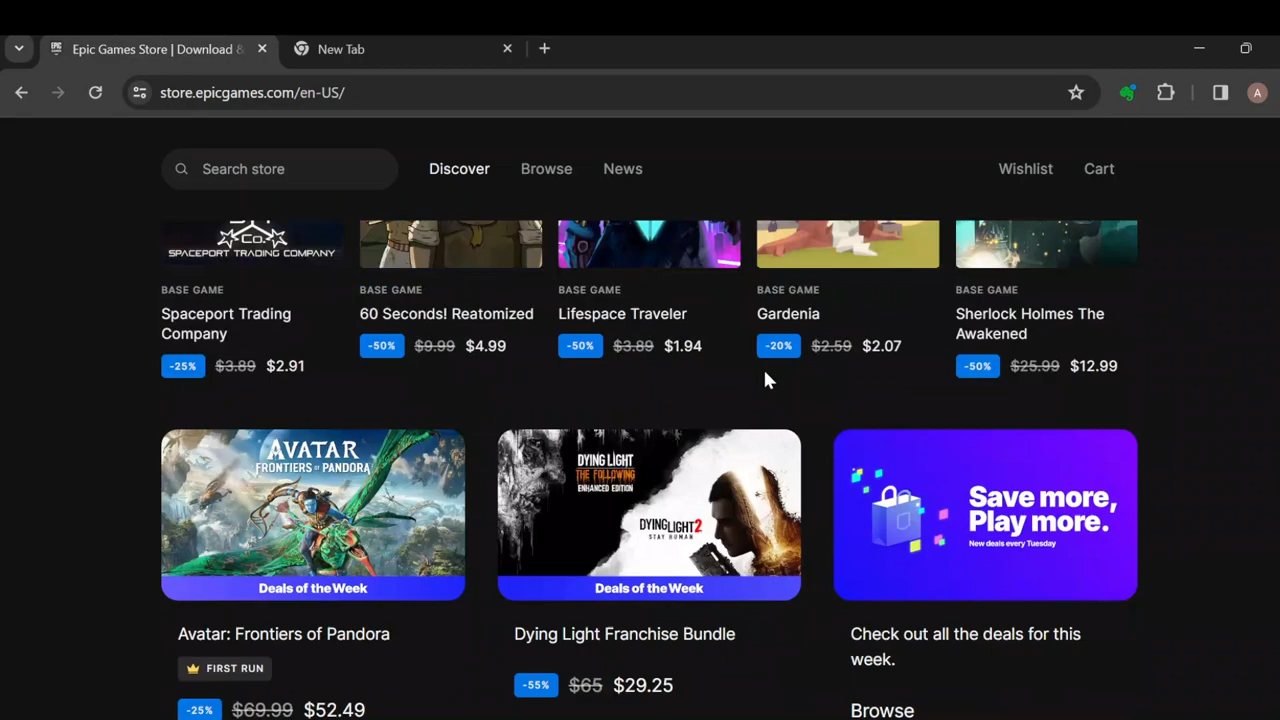 Epic Games Store | Download &
New Tab
store.epicgames.com/en-US/
A
Search store
Discover
Browse
News
Wishlist
Cart
Co.
SPACEPORT TRADING COMPANY
BASE GAME
Spaceport Trading
Company
-25% $3.89 $2.91
BASE GAME
60 Seconds! Reatomized
-50% $9.99 $4.99
BASE GAME
Lifespace Traveler
-50% $3.89 $1.94
BASE GAME
Gardenia
-20% $2.59 $2.07
BASE GAME
Sherlock Holmes The
Awakened
-50% $25.99 $12.99
AVATAR
FRONTIERS OF PANDORA
Deals of the Week
Avatar: Frontiers of Pandora
FIRST RUN
-25% $69.99 $52.49
DYING LIGHT
THE FOLLOWING
ENHANCED EDITION
DYING LIGHT 2
STAY HUMAN
Deals of the Week
Dying Light Franchise Bundle
-55% $65 $29.25
Save more,
Play more.
New deals every Tuesday
Check out all the deals for this
week.
Browse